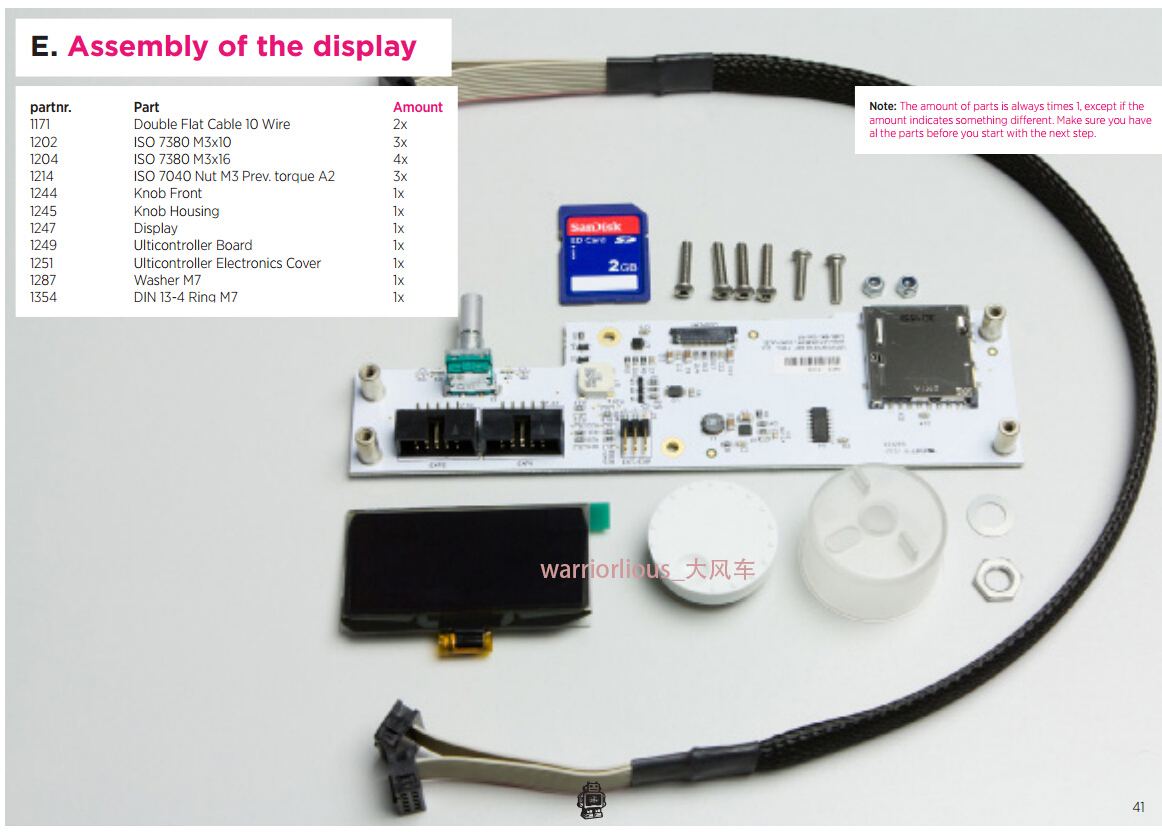 E. Assembly of the display
partnr. Part Amount
1171 Double Flat Cable 10 Wire 2x
1202 ISO 7380 M3x10 3x
1204 ISO 7380 M3x16 4x
1214 ISO 7040 Nut M3 Prev. torque A2 3x
1244 Knob Front 1x
1245 Knob Housing 1x
1247 Display 1x
1249 Ulticontroller Board 1x
1251 Ulticontroller Electronics Cover 1x
1287 Washer M7 1x
1354 DIN 13-4 Ring M7 1x
Note: The amount of parts is always times 1, except if the
amount indicates something different. Make sure you have
al the parts before you start with the next step.
SanDisk
SD Card SD
2GB
warriorlious_大风车
41